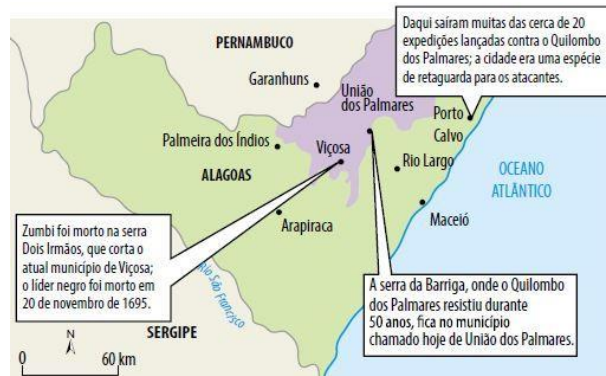 Daqui saíram muitas das cerca de 20
expedições lançadas contra o Quilombo
dos Palmares; a cidade era uma espécie
de retaguarda para os atacantes.
PERNAMBUCO
Garanhuns
União
dos Palmares
Porto
Calvo
Palmeira dos Índios
Viçosa
Rio Largo
ALAGOAS
OCEANO
ATLÂNTICO
Maceió
Arapiraca
Zumbi foi morto na serra
Dois Irmãos, que corta o
atual município de Viçosa;
o líder negro foi morto em
20 de novembro de 1695.
Rio São Francisco
A serra da Barriga, onde o Quilombo
dos Palmares resistiu durante
50 anos, fica no município
chamado hoje de União dos Palmares.
SERGIPE
N
0 60 km